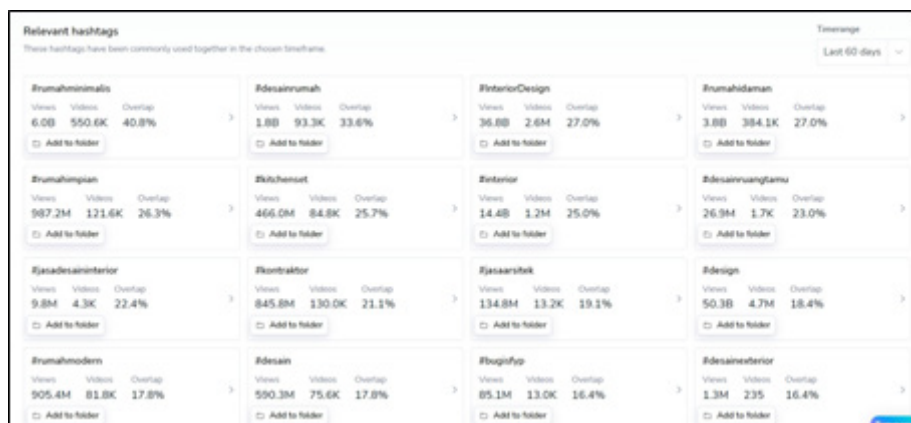 Relevant hashtags
These hashtags have been commonly used together in the chosen timeframe.
Timerange
Last 60 days
#rumahminimalis #desainrumah #InteriorDesign #rumahidaman
Views Videos Overlap Views Videos Overlap Views Videos Overlap Views Videos Overlap
6.0B 550.6K 40.8% 1.8B 93.3K 33.6% 36.8B 2.6M 27.0% 3.8B 384.1K 27.0%
Add to folder Add to folder Add to folder Add to folder
#rumahimpian #kitchenset #interior #desainruangtamu
Views Videos Overlap Views Videos Overlap Views Videos Overlap Views Videos Overlap
987.2M 121.6K 26.3% 466.0M 84.8K 25.7% 14.4B 1.2M 25.0% 26.9M 1.7K 23.0%
Add to folder Add to folder Add to folder Add to folder
#jasadesaininterior #kontraktor #jasaarsitek #design
Views Videos Overlap Views Videos Overlap Views Videos Overlap Views Videos Overlap
9.8M 4.3K 22.4% 845.8M 130.0K 21.1% 134.8M 13.2K 19.1% 50.3B 4.7M 18.4%
Add to folder Add to folder Add to folder Add to folder
#rumahmodern #desain #bugisfyp #desainexterior
Views Videos Overlap Views Videos Overlap Views Videos Overlap Views Videos Overlap
905.4M 81.8K 17.8% 590.3M 75.6K 17.8% 85.1M 13.0K 16.4% 1.3M 235 16.4%
Add to folder Add to folder Add to folder Add to folder